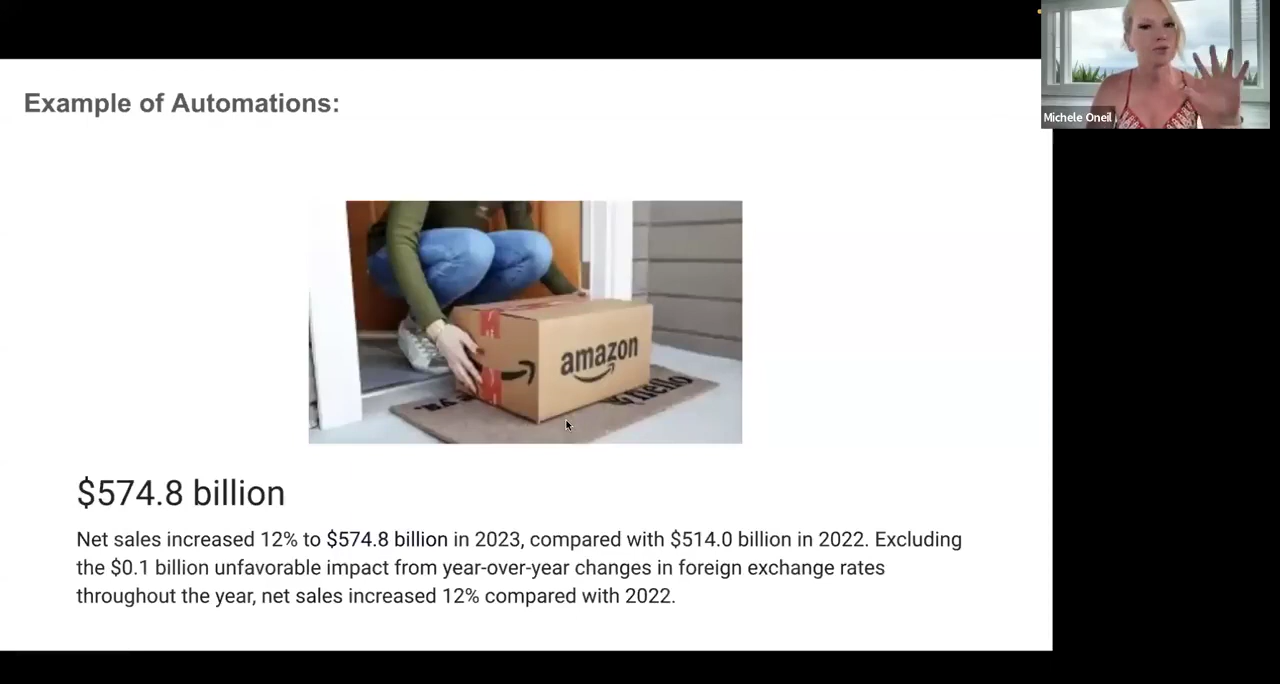 Example of Automations:
Michele Oneil
amazon
hello
$574.8 billion
Net sales increased 12% to $574.8 billion in 2023, compared with $514.0 billion in 2022. Excluding
the $0.1 billion unfavorable impact from year-over-year changes in foreign exchange rates
throughout the year, net sales increased 12% compared with 2022.